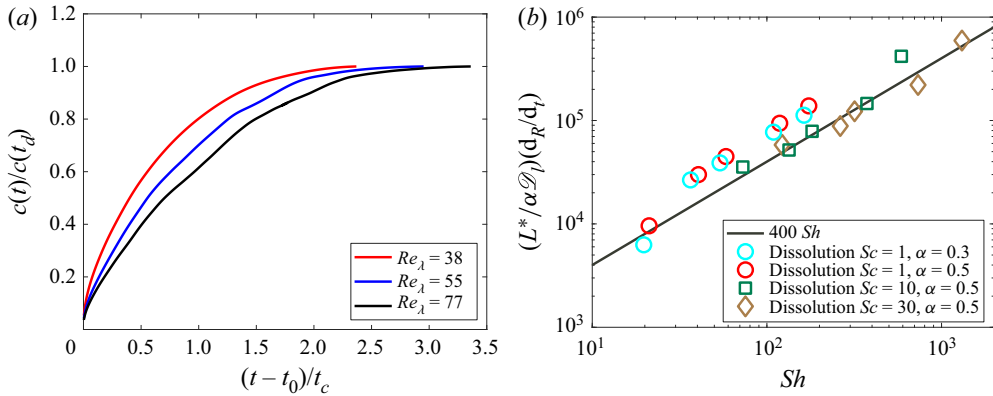 (a)
1.0
0.8
0.6
0.4
0.2
c(t)/c(t_d)
0 0.5 1.0 1.5 2.0 2.5 3.0 3.5
(t – t_0)/t_c
Re_λ = 38
Re_λ = 55
Re_λ = 77
(b)
10^6
10^5
10^4
10^3
(L*/α𝒟_l)(d_R/d_t)
10^1 10^2 10^3
Sh
400 Sh
Dissolution Sc = 1, α = 0.3
Dissolution Sc = 1, α = 0.5
Dissolution Sc = 10, α = 0.5
Dissolution Sc = 30, α = 0.5